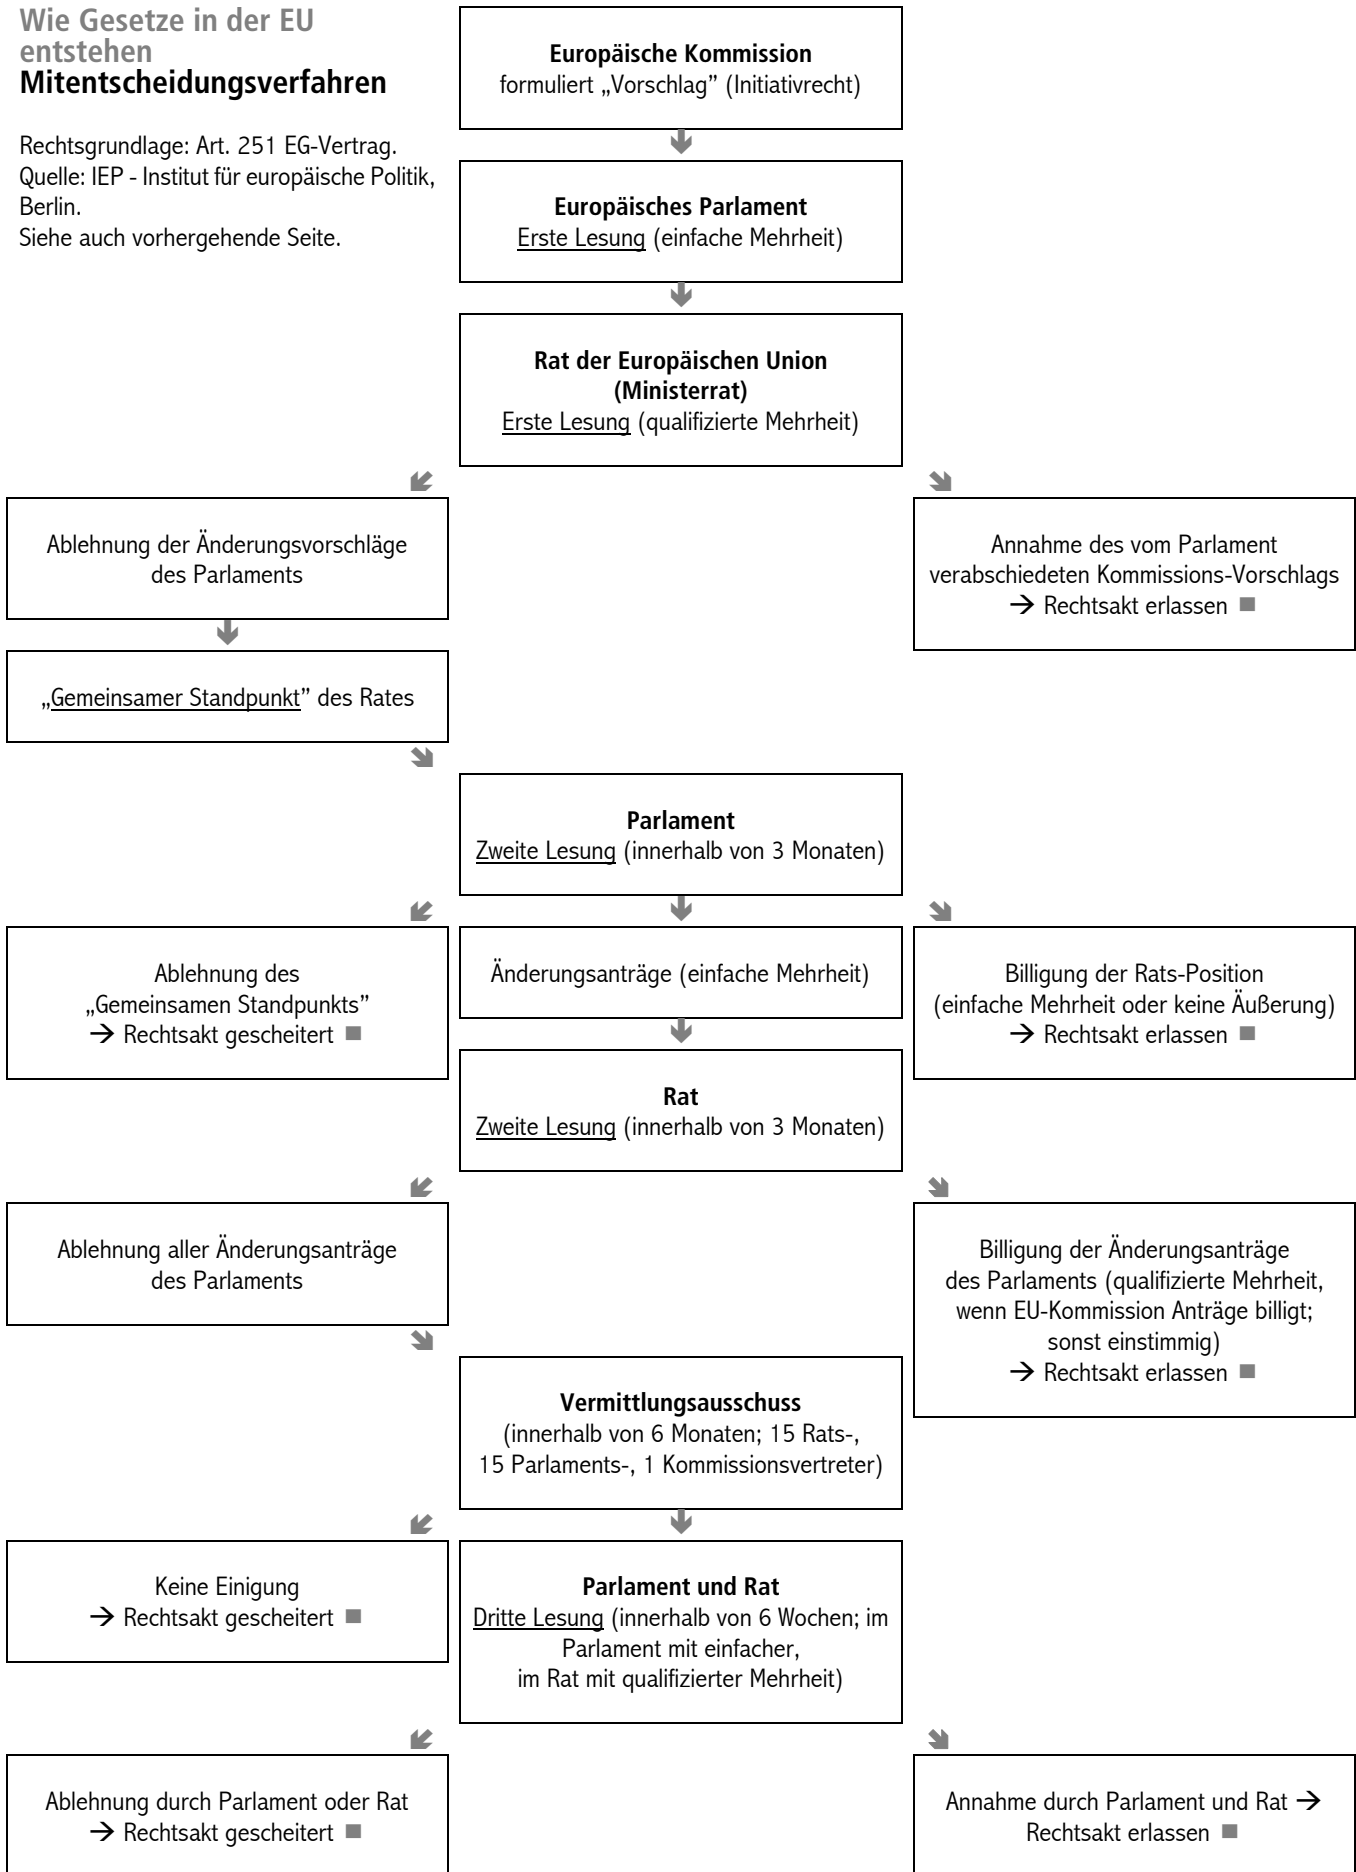 Wie Gesetze in der EU
entstehen
Mitentscheidungsverfahren
Rechtsgrundlage: Art. 251 EG-Vertrag.
Quelle: IEP - Institut für europäische Politik,
Berlin.
Siehe auch vorhergehende Seite.
Europäische Kommission
formuliert „Vorschlag” (Initiativrecht)
Europäisches Parlament
Erste Lesung (einfache Mehrheit)
Rat der Europäischen Union
(Ministerrat)
Erste Lesung (qualifizierte Mehrheit)
Ablehnung der Änderungsvorschläge
des Parlaments
Annahme des vom Parlament
verabschiedeten Kommissions-Vorschlags
→ Rechtsakt erlassen ■
„Gemeinsamer Standpunkt” des Rates
Parlament
Zweite Lesung (innerhalb von 3 Monaten)
Ablehnung des
„Gemeinsamen Standpunkts”
→ Rechtsakt gescheitert ■
Änderungsanträge (einfache Mehrheit)
Billigung der Rats-Position
(einfache Mehrheit oder keine Äußerung)
→ Rechtsakt erlassen ■
Rat
Zweite Lesung (innerhalb von 3 Monaten)
Ablehnung aller Änderungsanträge
des Parlaments
Billigung der Änderungsanträge
des Parlaments (qualifizierte Mehrheit,
wenn EU-Kommission Anträge billigt;
sonst einstimmig)
→ Rechtsakt erlassen ■
Vermittlungsausschuss
(innerhalb von 6 Monaten; 15 Rats-,
15 Parlaments-, 1 Kommissionsvertreter)
Keine Einigung
→ Rechtsakt gescheitert ■
Parlament und Rat
Dritte Lesung (innerhalb von 6 Wochen; im
Parlament mit einfacher,
im Rat mit qualifizierter Mehrheit)
Ablehnung durch Parlament oder Rat
→ Rechtsakt gescheitert ■
Annahme durch Parlament und Rat →
Rechtsakt erlassen ■